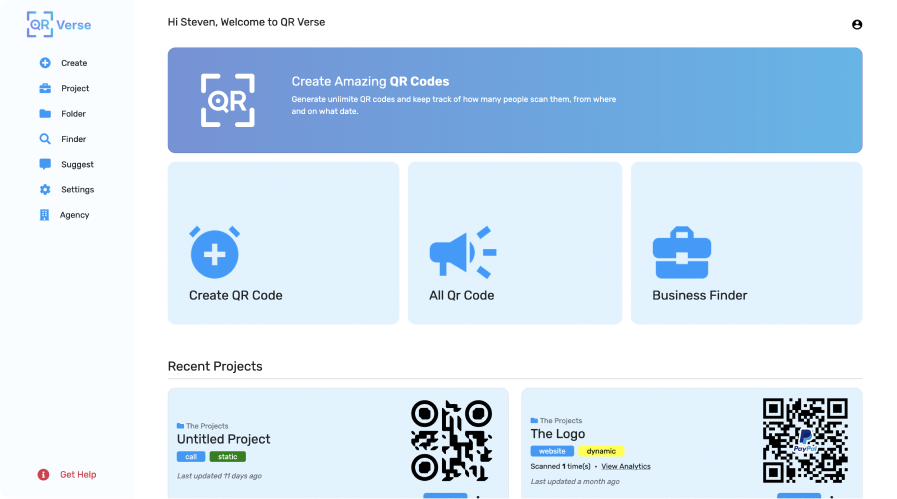 QR Verse
Hi Steven, Welcome to QR Verse
Create
Project
Folder
Finder
Suggest
Settings
Agency
Get Help
QR
Create Amazing QR Codes
Generate unlimite QR codes and keep track of how many people scan them, from where
and on what date.
Create QR Code
All Qr Code
Business Finder
Recent Projects
The Projects
Untitled Project
call static
Last updated 11 days ago
The Projects
The Logo
website dynamic
Scanned 1 time(s) • View Analytics
Last updated a month ago
PayPal